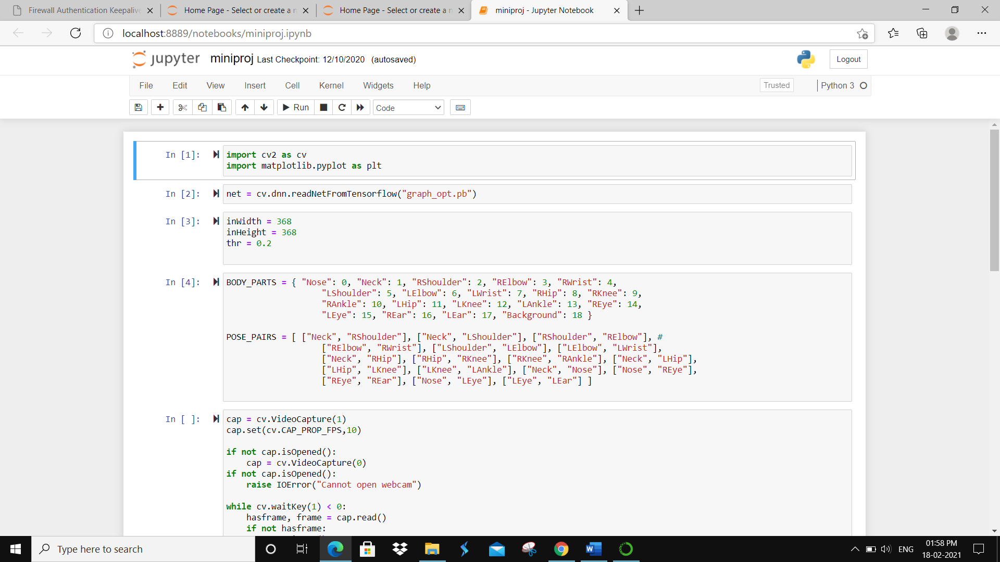 Firewall Authentication Keepalive
Home Page - Select or create a n
Home Page - Select or create a n
miniproj - Jupyter Notebook
localhost:8889/notebooks/miniproj.ipynb
jupyter miniproj Last Checkpoint: 12/10/2020 (autosaved)
Logout
File Edit View Insert Cell Kernel Widgets Help
Trusted
Python 3
Run
Code
In [1]:
import cv2 as cv
import matplotlib.pyplot as plt
In [2]:
net = cv.dnn.readNetFromTensorflow("graph_opt.pb")
In [3]:
inWidth = 368
inHeight = 368
thr = 0.2
In [4]:
BODY_PARTS = { "Nose": 0, "Neck": 1, "RShoulder": 2, "RElbow": 3, "RWrist": 4,
"LShoulder": 5, "LElbow": 6, "LWrist": 7, "RHip": 8, "RKnee": 9,
"RAnkle": 10, "LHip": 11, "LKnee": 12, "LAnkle": 13, "REye": 14,
"LEye": 15, "REar": 16, "LEar": 17, "Background": 18 }
POSE_PAIRS = [ ["Neck", "RShoulder"], ["Neck", "LShoulder"], ["RShoulder", "RElbow"], #
["RElbow", "RWrist"], ["LShoulder", "LElbow"], ["LElbow", "LWrist"],
["Neck", "RHip"], ["RHip", "RKnee"], ["RKnee", "RAnkle"], ["Neck", "LHip"],
["LHip", "LKnee"], ["LKnee", "LAnkle"], ["Neck", "Nose"], ["Nose", "REye"],
["REye", "REar"], ["Nose", "LEye"], ["LEye", "LEar"] ]
In [ ]:
cap = cv.VideoCapture(1)
cap.set(cv.CAP_PROP_FPS,10)
if not cap.isOpened():
cap = cv.VideoCapture(0)
if not cap.isOpened():
raise IOError("Cannot open webcam")
while cv.waitKey(1) < 0:
hasframe, frame = cap.read()
if not hasframe:
Type here to search
ENG
01:58 PM
18-02-2021